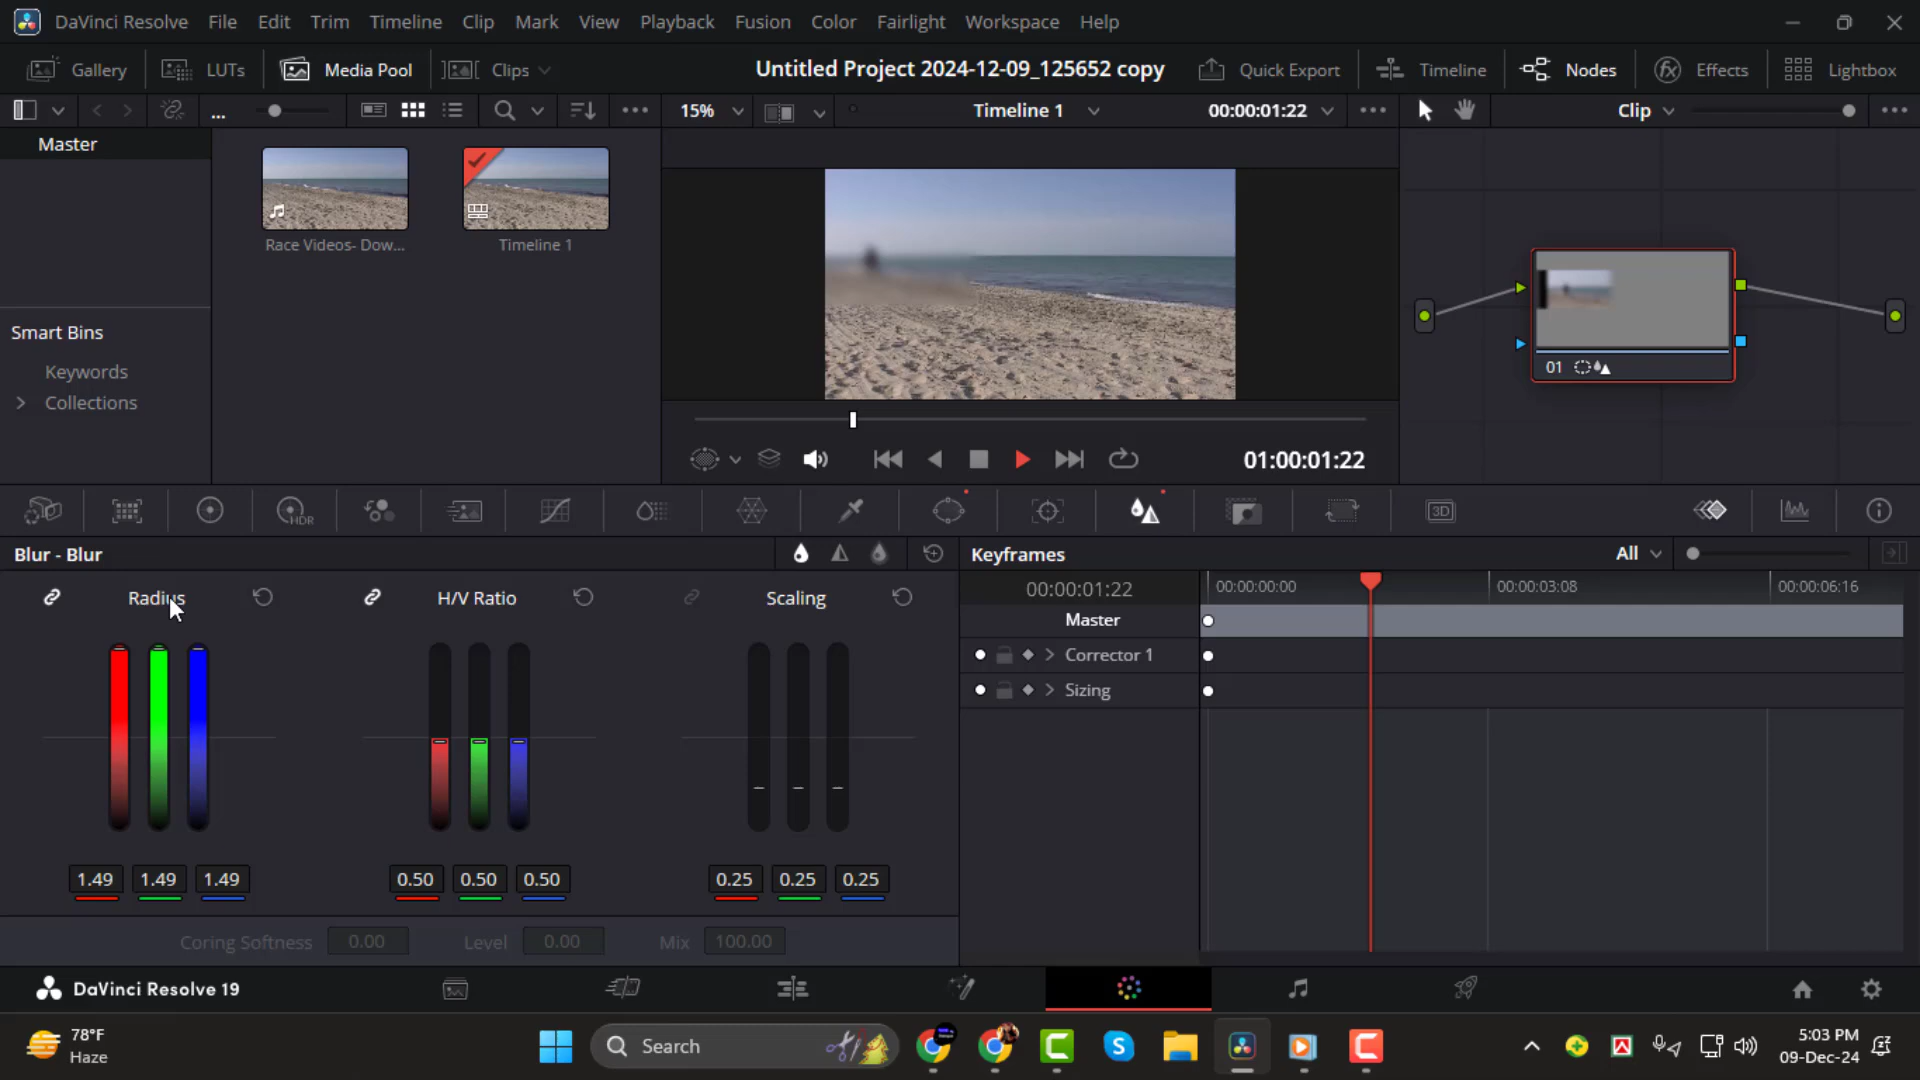 DaVinci Resolve File Edit Trim Timeline Clip Mark View Playback Fusion Color Fairlight Workspace Help
Gallery LUTs Media Pool Clips Untitled Project 2024-12-09_125652 copy Quick Export Timeline Nodes Effects Lightbox
... 15% Timeline 1 00:00:01:22 Clip
Master
Race Videos- Dow... Timeline 1
Smart Bins
Keywords
Collections
01
01:00:01:22
HDR 3D
Blur - Blur Keyframes All
Radius H/V Ratio Scaling 00:00:01:22 00:00:00:00 00:00:03:08 00:00:06:16
Master
Corrector 1
Sizing
1.49 1.49 1.49 0.50 0.50 0.50 0.25 0.25 0.25
Coring Softness 0.00 Level 0.00 Mix 100.00
DaVinci Resolve 19
78°F
Haze
Search
5:03 PM
09-Dec-24